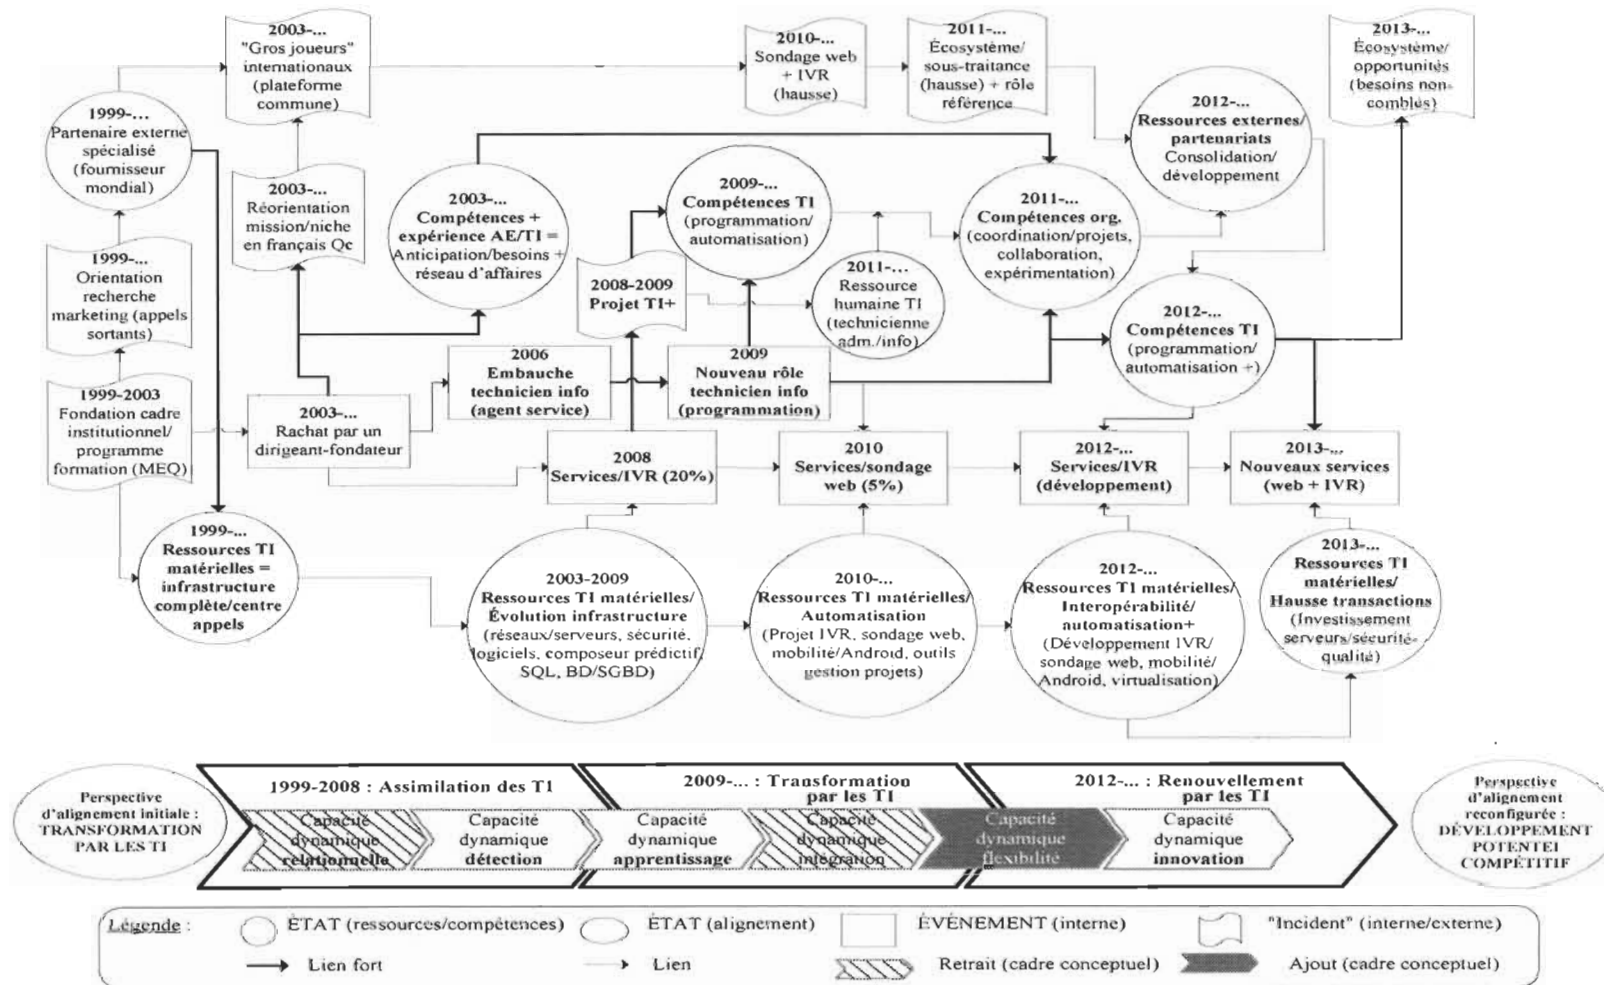 2003-...
"Gros joueurs"
internationaux
(plateforme
commune)
2010-...
Sondage web
+ IVR
(hausse)
2011-...
Écosystème/
sous-traitance
(hausse) + rôle
référence
2013-...
Écosystème/
opportunités
(besoins non-
comblés)
1999-...
Partenaire externe
spécialisé
(fournisseur
mondial)
2012-...
Ressources externes/
partenariats
Consolidation/
développement
2003-...
Réorientation
mission/niche
en français Qc
2003-...
Compétences +
expérience AE/TI =
Anticipation/besoins +
réseau d'affaires
2009-...
Compétences TI
(programmation/
automatisation)
2011-...
Compétences org.
(coordination/projets,
collaboration,
expérimentation)
1999-...
Orientation
recherche
marketing (appels
sortants)
2008-2009
Projet TI+
2011-...
Ressource
humaine TI
(technicienne
adm./info)
2012-...
Compétences TI
(programmation/
automatisation +)
1999-2003
Fondation cadre
institutionnel/
programme
formation (MEQ)
2003-...
Rachat par un
dirigeant-fondateur
2006
Embauche
technicien info
(agent service)
2009
Nouveau rôle
technicien info
(programmation)
2008
Services/IVR (20%)
2010
Services/sondage
web (5%)
2012-...
Services/IVR
(développement)
2013-...
Nouveaux services
(web + IVR)
1999-...
Ressources TI
matérielles =
infrastructure
complète/centre
appels
2003-2009
Ressources TI matérielles/
Évolution infrastructure
(réseaux/serveurs, sécurité,
logiciels, composeur prédictif,
SQL, BD/SGBD)
2010-...
Ressources TI matérielles/
Automatisation
(Projet IVR, sondage web,
mobilité/Android, outils
gestion projets)
2012-...
Ressources TI matérielles/
Interopérabilité/
automatisation+
(Développement IVR/
sondage web, mobilité/
Android, virtualisation)
2013-...
Ressources TI
matérielles/
Hausse transactions
(Investissement
serveurs/sécurité-
qualité)
Perspective
d'alignement initiale :
TRANSFORMATION
PAR LES TI
1999-2008 : Assimilation des TI
Capacité
dynamique
relationnelle
Capacité
dynamique
détection
2009-... : Transformation
par les TI
Capacité
dynamique
apprentissage
Capacité
dynamique
intégration
2012-... : Renouvellement
par les TI
Capacité
dynamique
flexibilité
Capacité
dynamique
innovation
Perspective
d'alignement
reconfigurée :
DÉVELOPPEMENT
POTENTEI
COMPÉTITIF
Légende :
ÉTAT (ressources/compétences)
ÉTAT (alignement)
ÉVÉNEMENT (interne)
"Incident" (interne/externe)
Lien fort
Lien
Retrait (cadre conceptuel)
Ajout (cadre conceptuel)